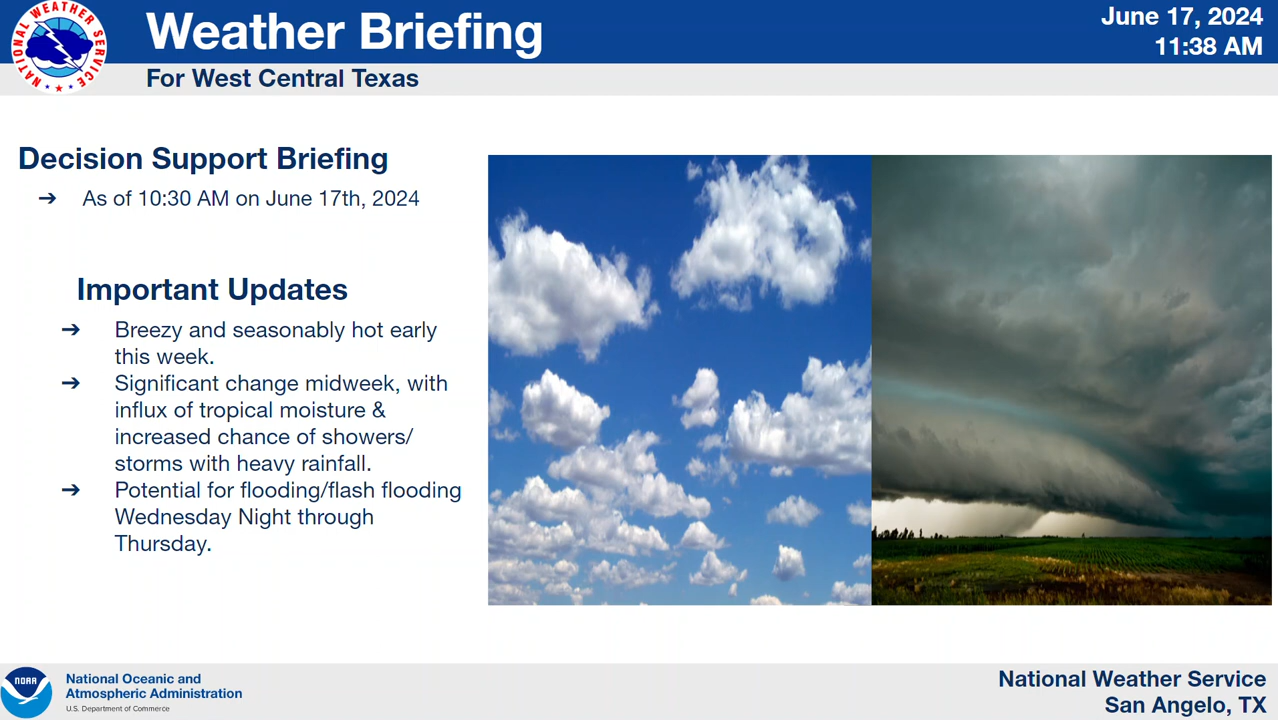 NATIONAL WEATHER SERVICE
Weather Briefing
June 17, 2024
11:38 AM
For West Central Texas
Decision Support Briefing
➔ As of 10:30 AM on June 17th, 2024
Important Updates
➔ Breezy and seasonably hot early
this week.
➔ Significant change midweek, with
influx of tropical moisture &
increased chance of showers/
storms with heavy rainfall.
➔ Potential for flooding/flash flooding
Wednesday Night through
Thursday.
NOAA
National Oceanic and
Atmospheric Administration
U.S. Department of Commerce
National Weather Service
San Angelo, TX